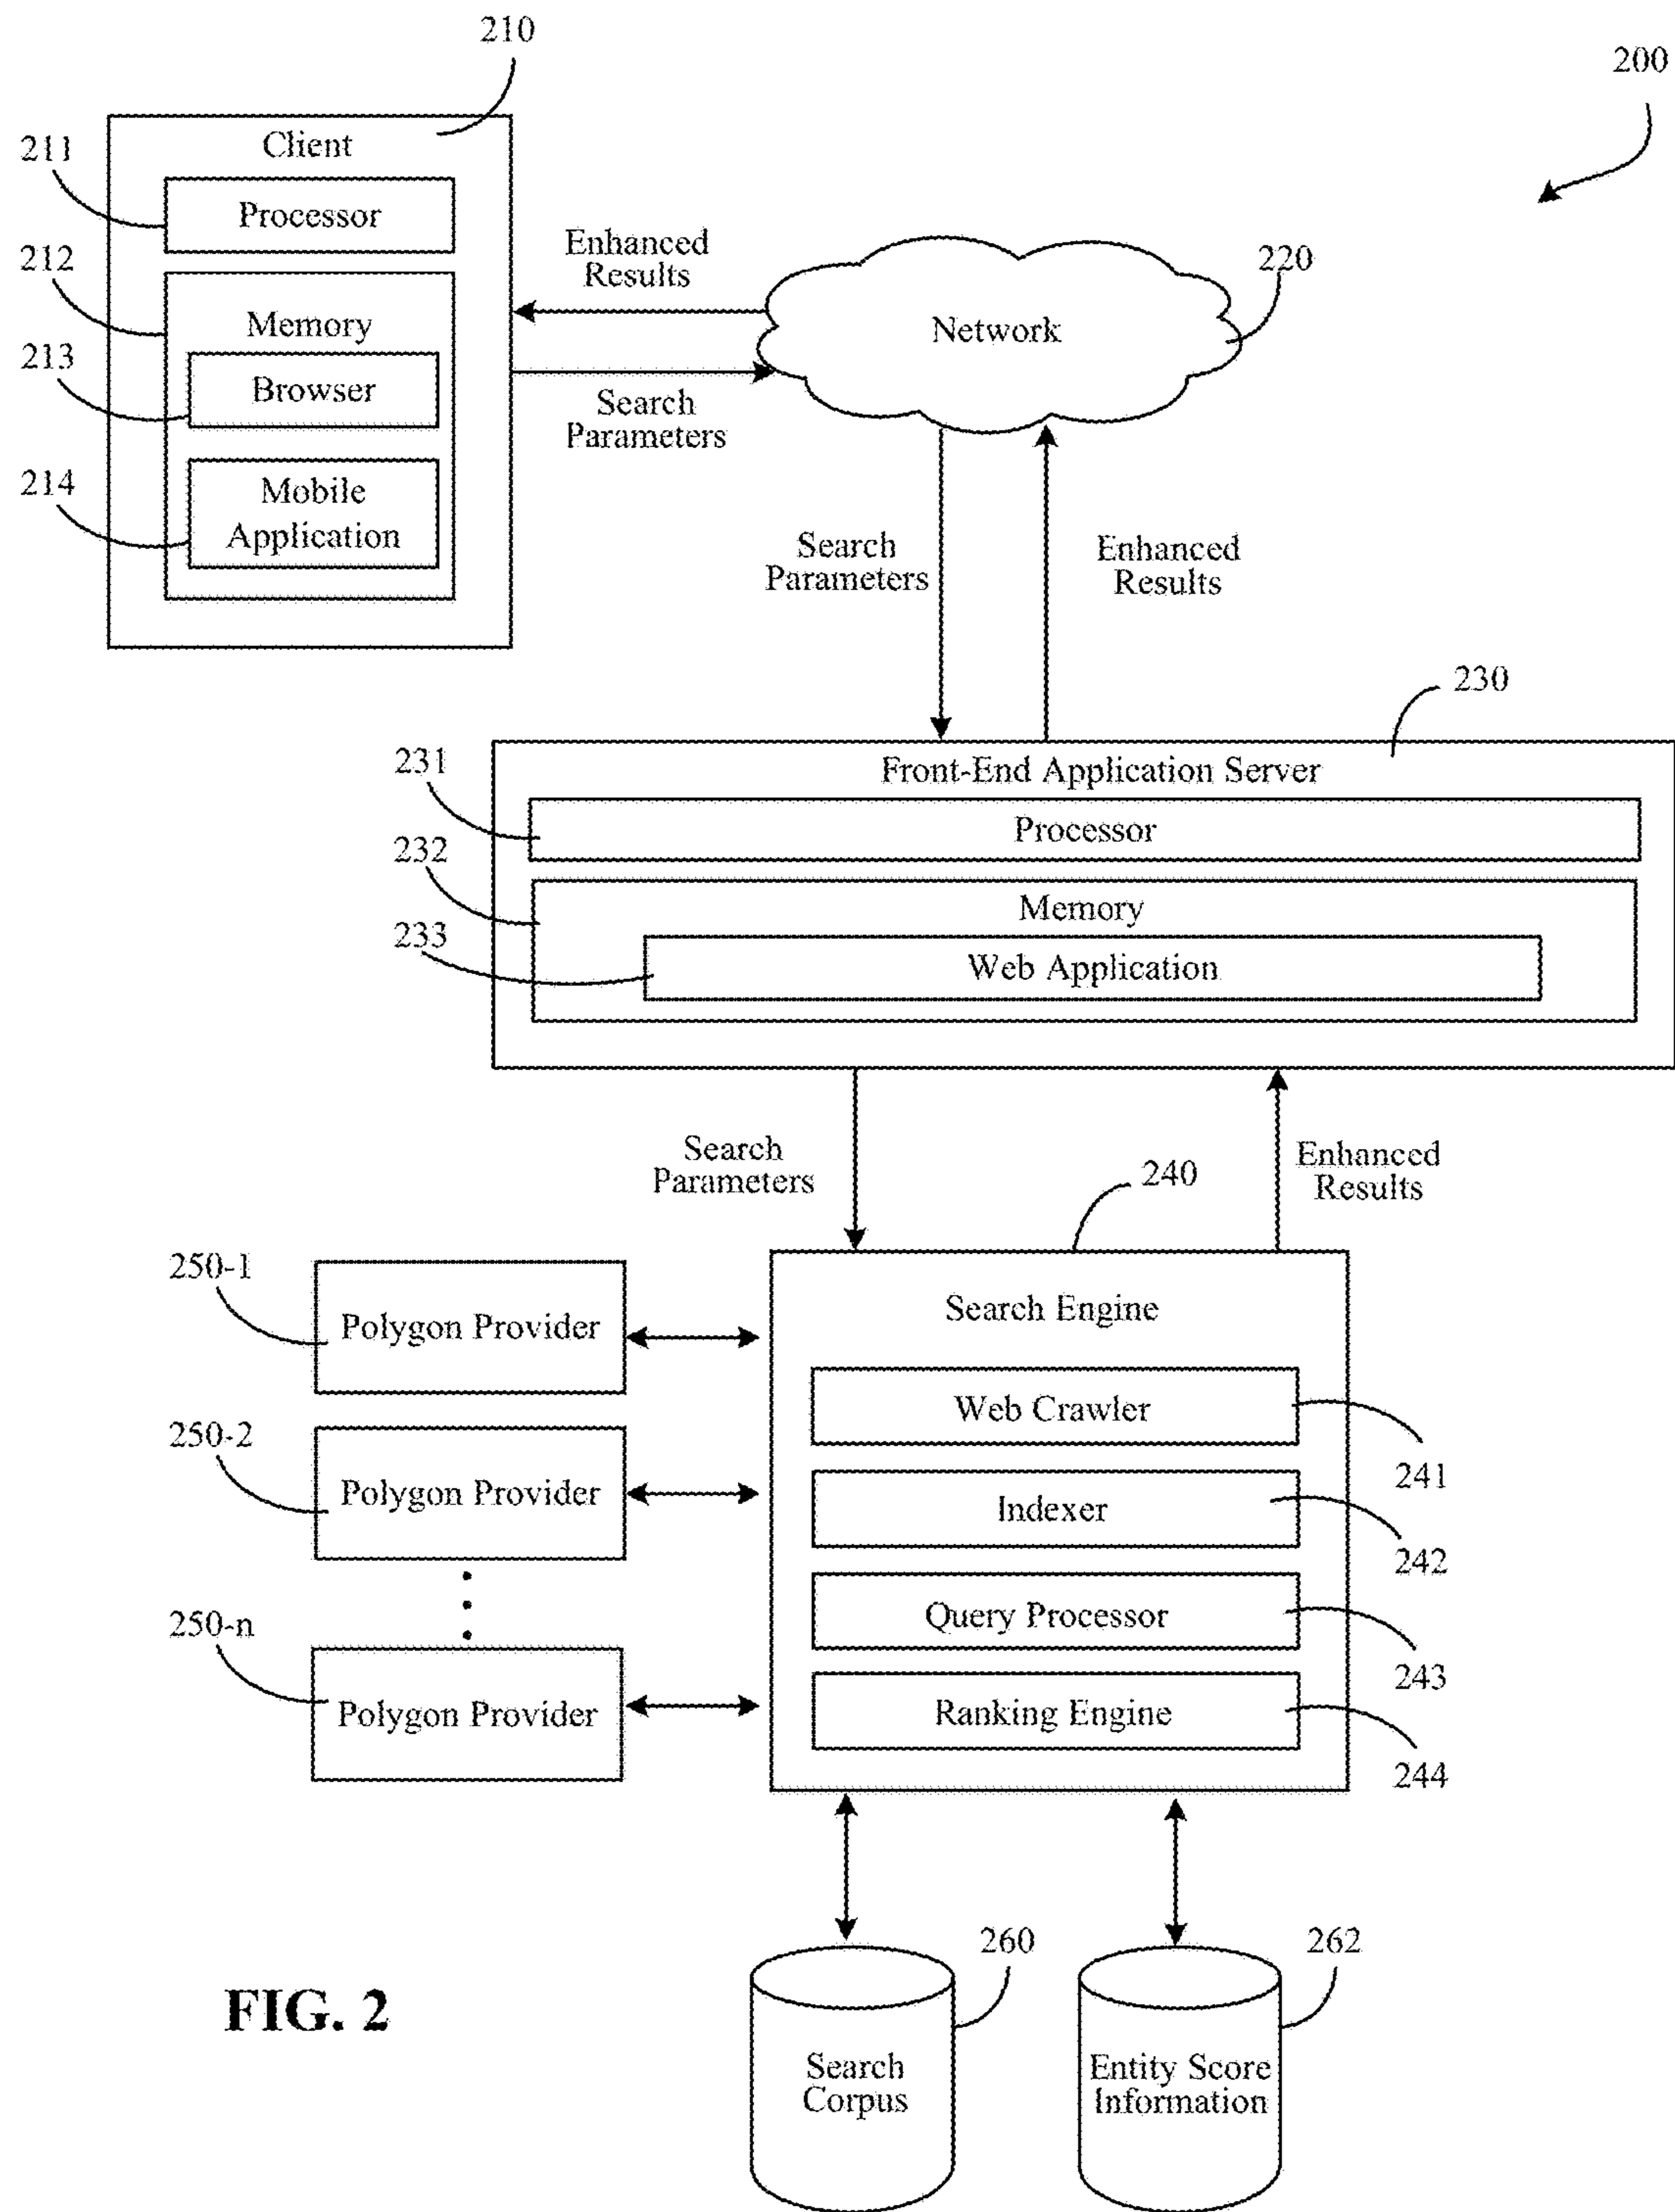 210
200
Client
211
Processor
212
Memory
213
Browser
214
Mobile
Application
Enhanced
Results
Search
Parameters
Network
220
Search
Parameters
Enhanced
Results
230
Front-End Application Server
231
Processor
232
Memory
233
Web Application
Search
Parameters
Enhanced
Results
240
250-1
Polygon Provider
250-2
Polygon Provider
250-n
Polygon Provider
Search Engine
Web Crawler
241
Indexer
242
Query Processor
243
Ranking Engine
244
260
262
Search
Corpus
Entity Score
Information
FIG. 2